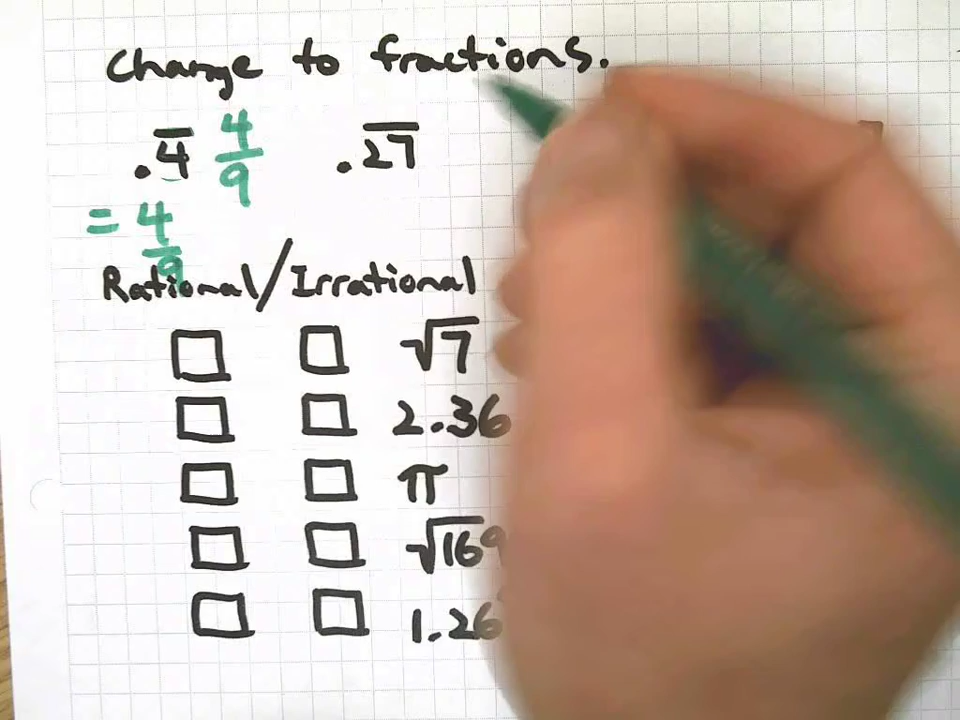 Change to fractions.
.4̅ 4/9 .2̅7̅
= 4/9
Rational/Irrational
√7
2.36
π
√169
1.26